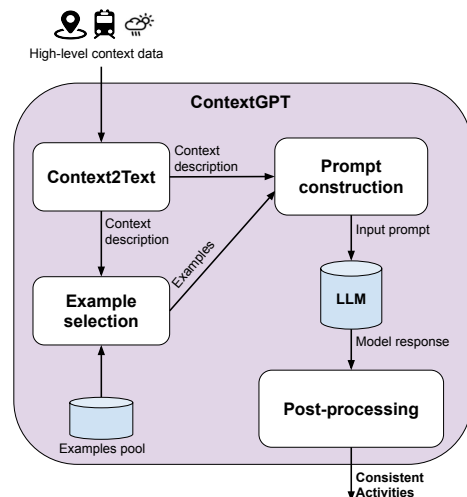 High-level context data
ContextGPT
Context2Text
Context
description
Prompt
construction
Context
description
Input prompt
Examples
Example
selection
LLM
Model response
Post-processing
Examples pool
Consistent
Activities